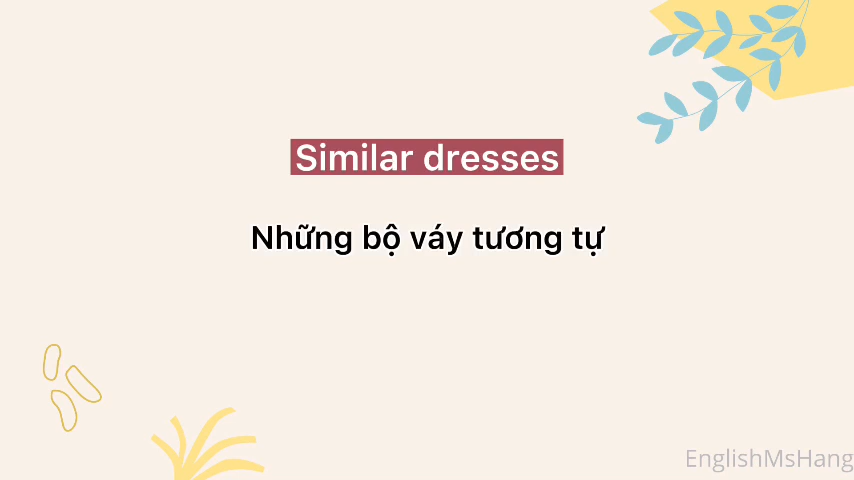 Similar dresses
Những bộ váy tương tự
EnglishMsHang